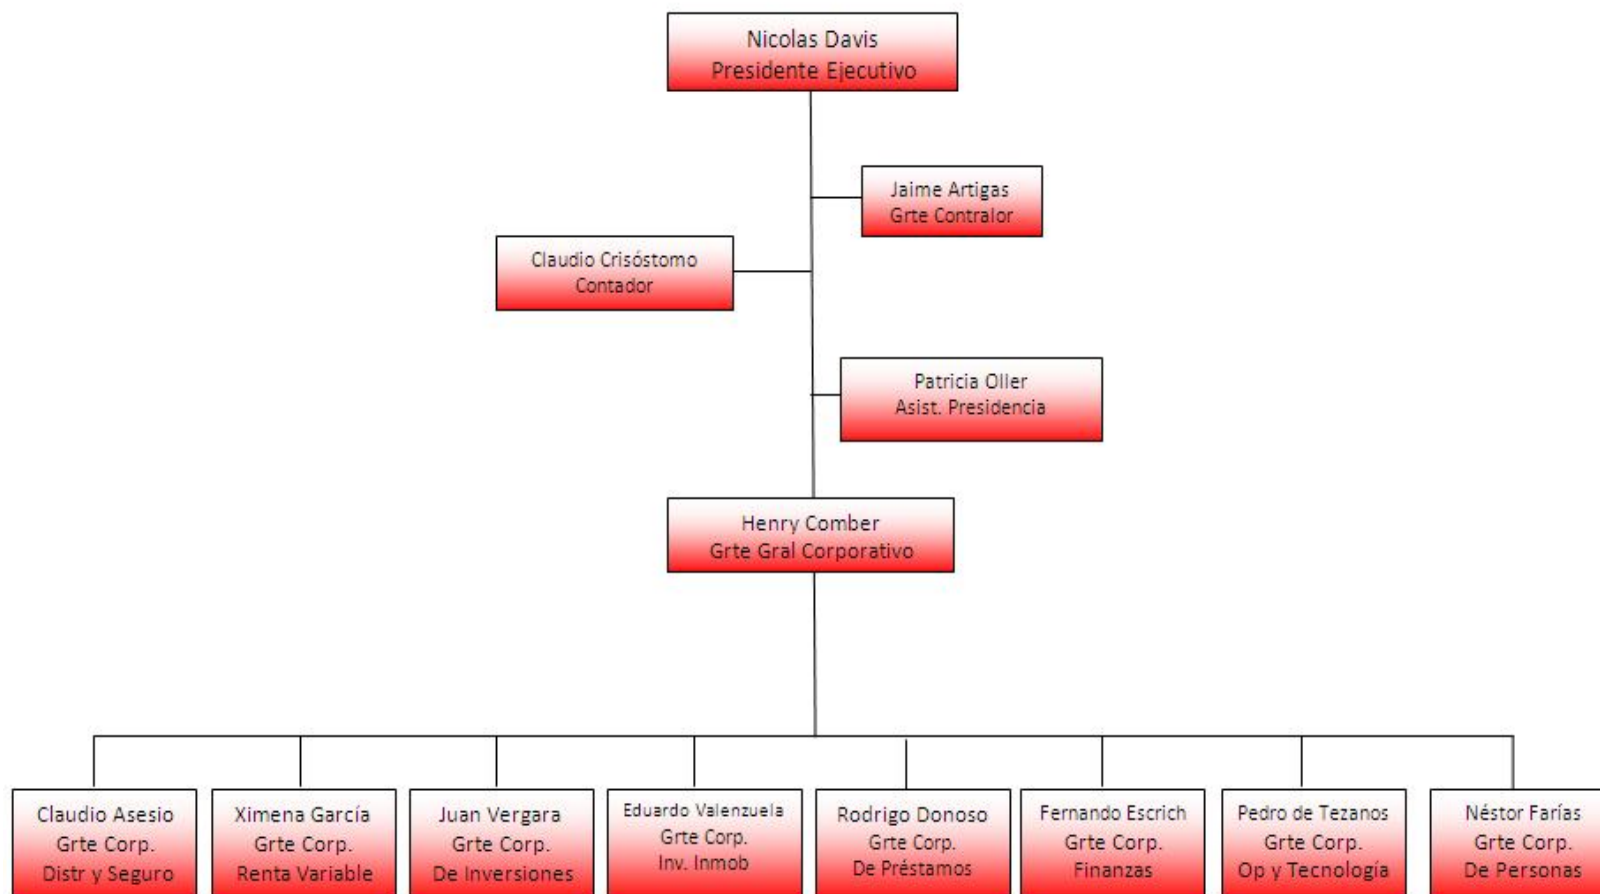 Nicolas Davis
Presidente Ejecutivo
Jaime Artigas
Grte Contralor
Claudio Crisóstomo
Contador
Patricia Oller
Asist. Presidencia
Henry Comber
Grte Gral Corporativo
Claudio Asesio
Grte Corp.
Distr y Seguro
Ximena García
Grte Corp.
Renta Variable
Juan Vergara
Grte Corp.
De Inversiones
Eduardo Valenzuela
Grte Corp.
Inv. Inmob
Rodrigo Donoso
Grte Corp.
De Préstamos
Fernando Escrich
Grte Corp.
Finanzas
Pedro de Tezanos
Grte Corp.
Op y Tecnología
Néstor Farías
Grte Corp.
De Personas